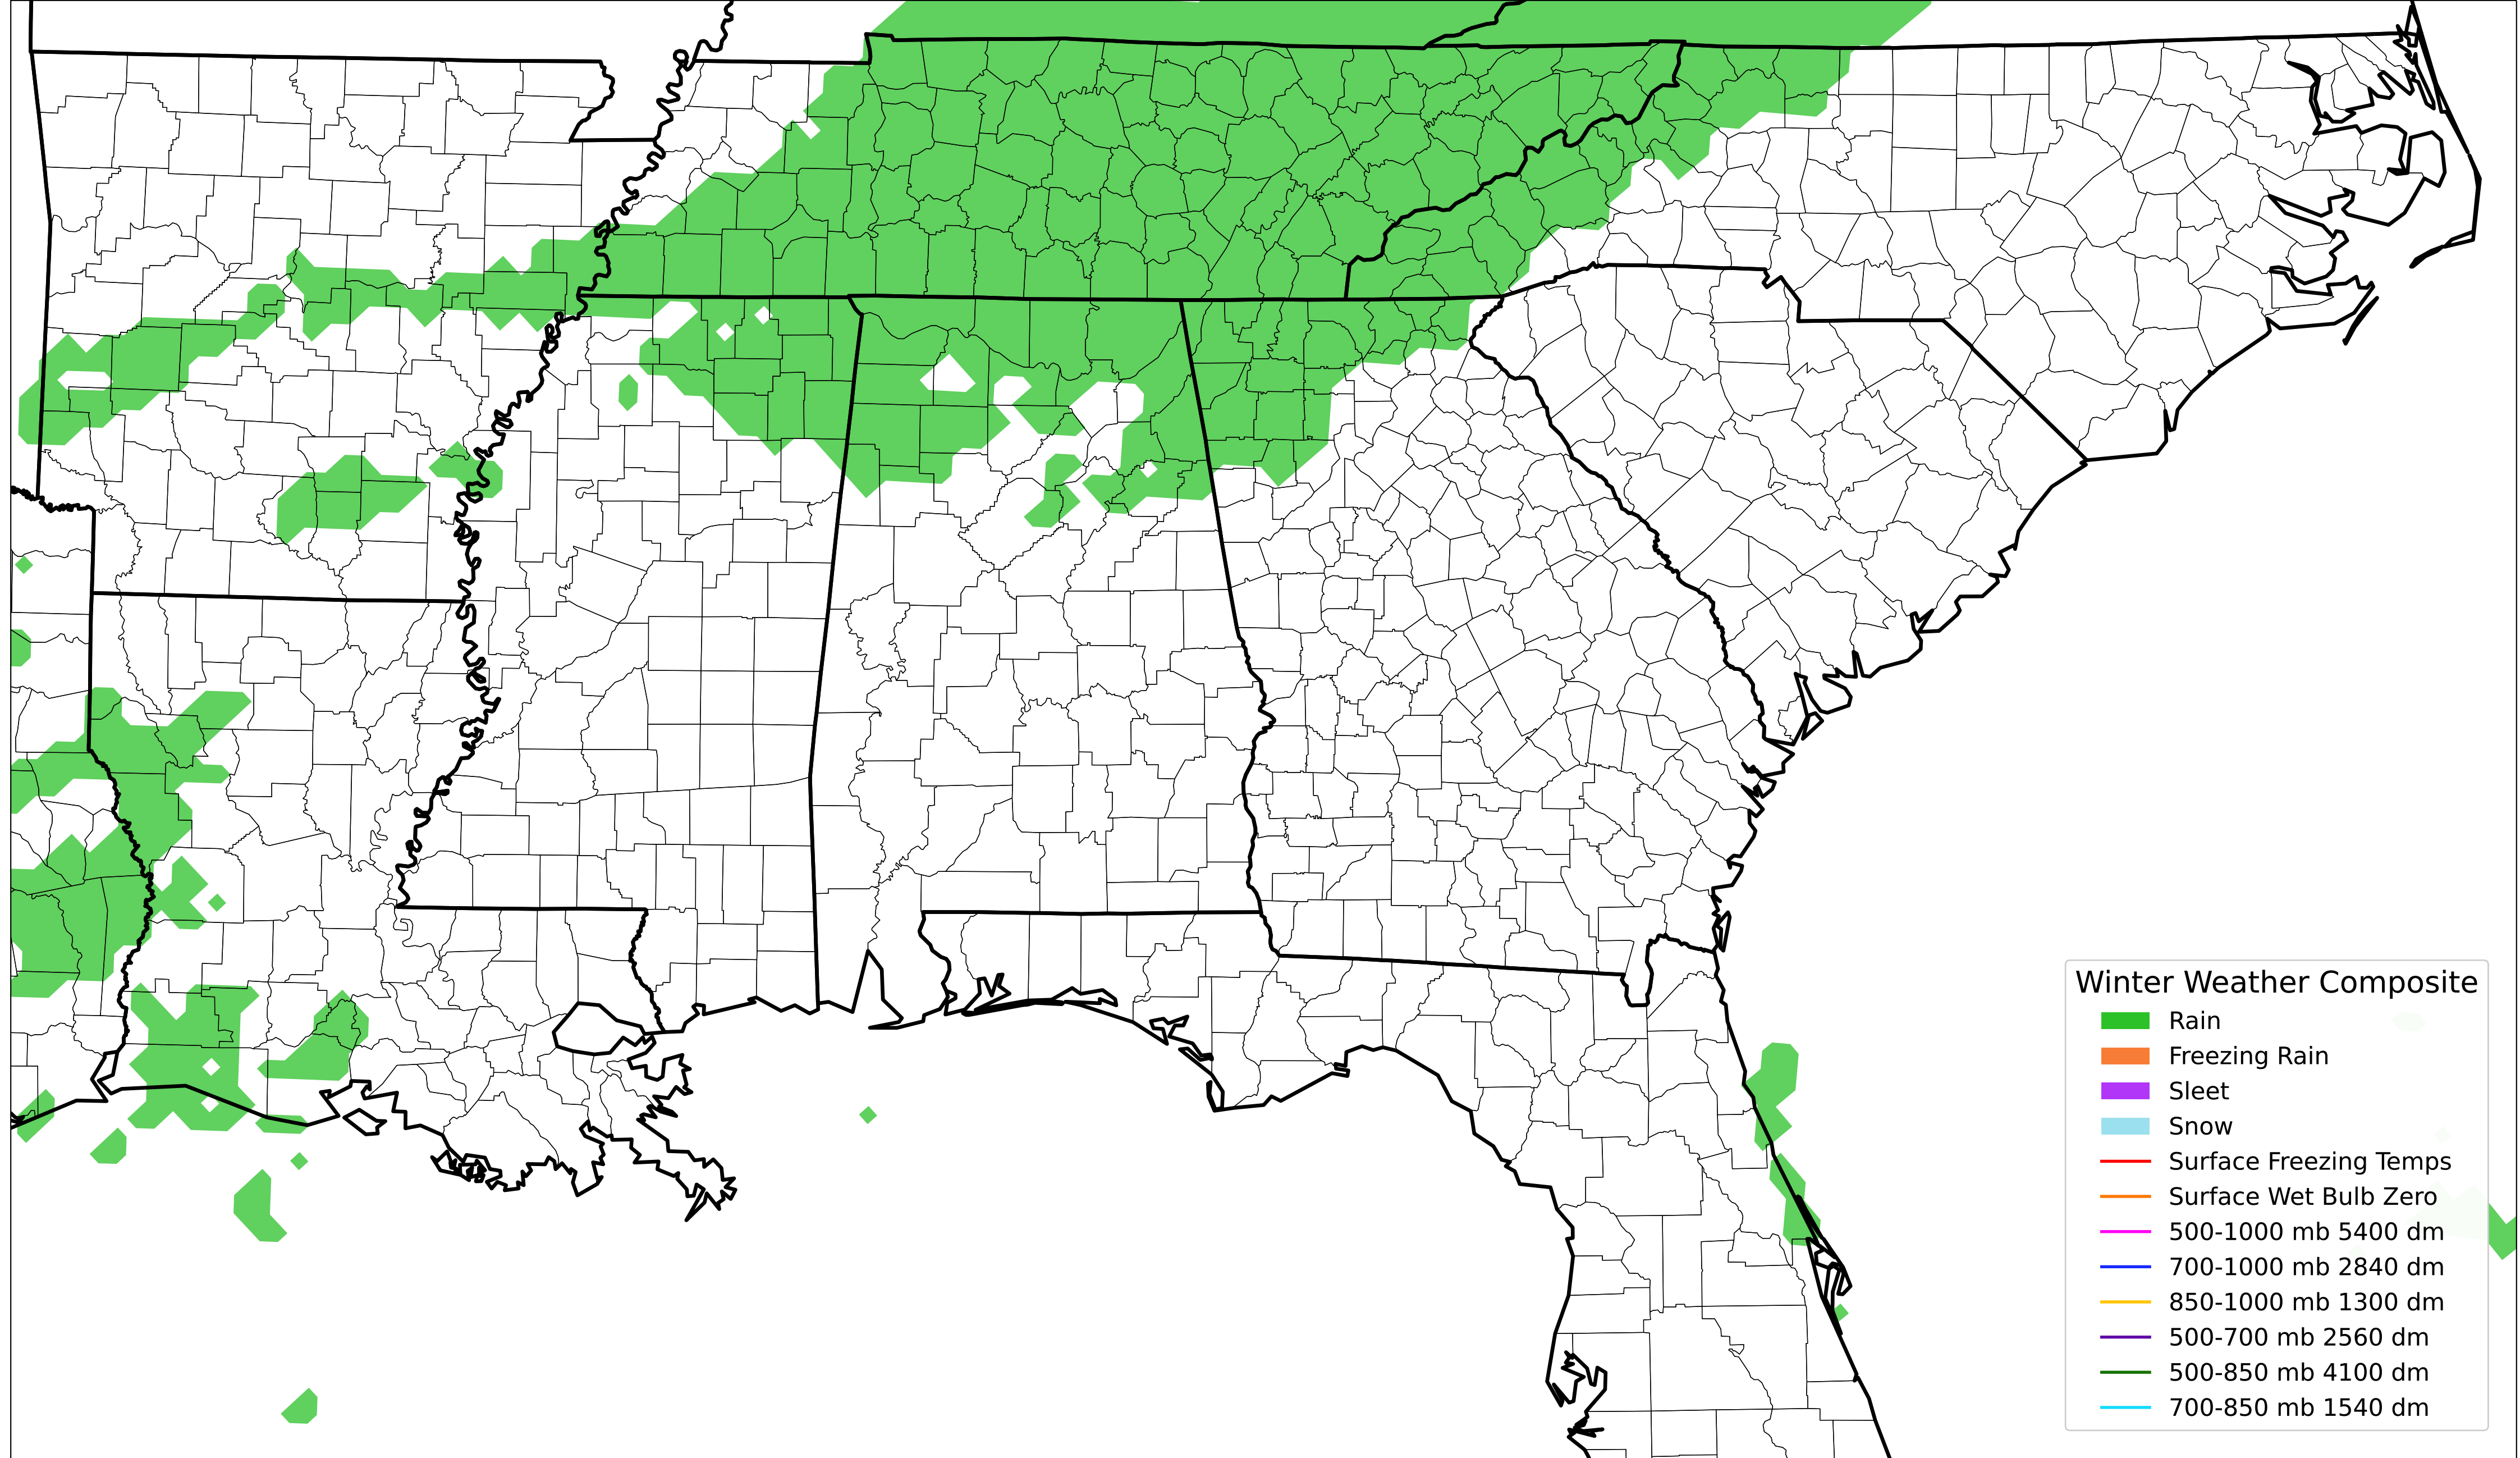 Winter Weather Composite
Rain
Freezing Rain
Sleet
Snow
Surface Freezing Temps
Surface Wet Bulb Zero
500-1000 mb 5400 dm
700-1000 mb 2840 dm
850-1000 mb 1300 dm
500-700 mb 2560 dm
500-850 mb 4100 dm
700-850 mb 1540 dm